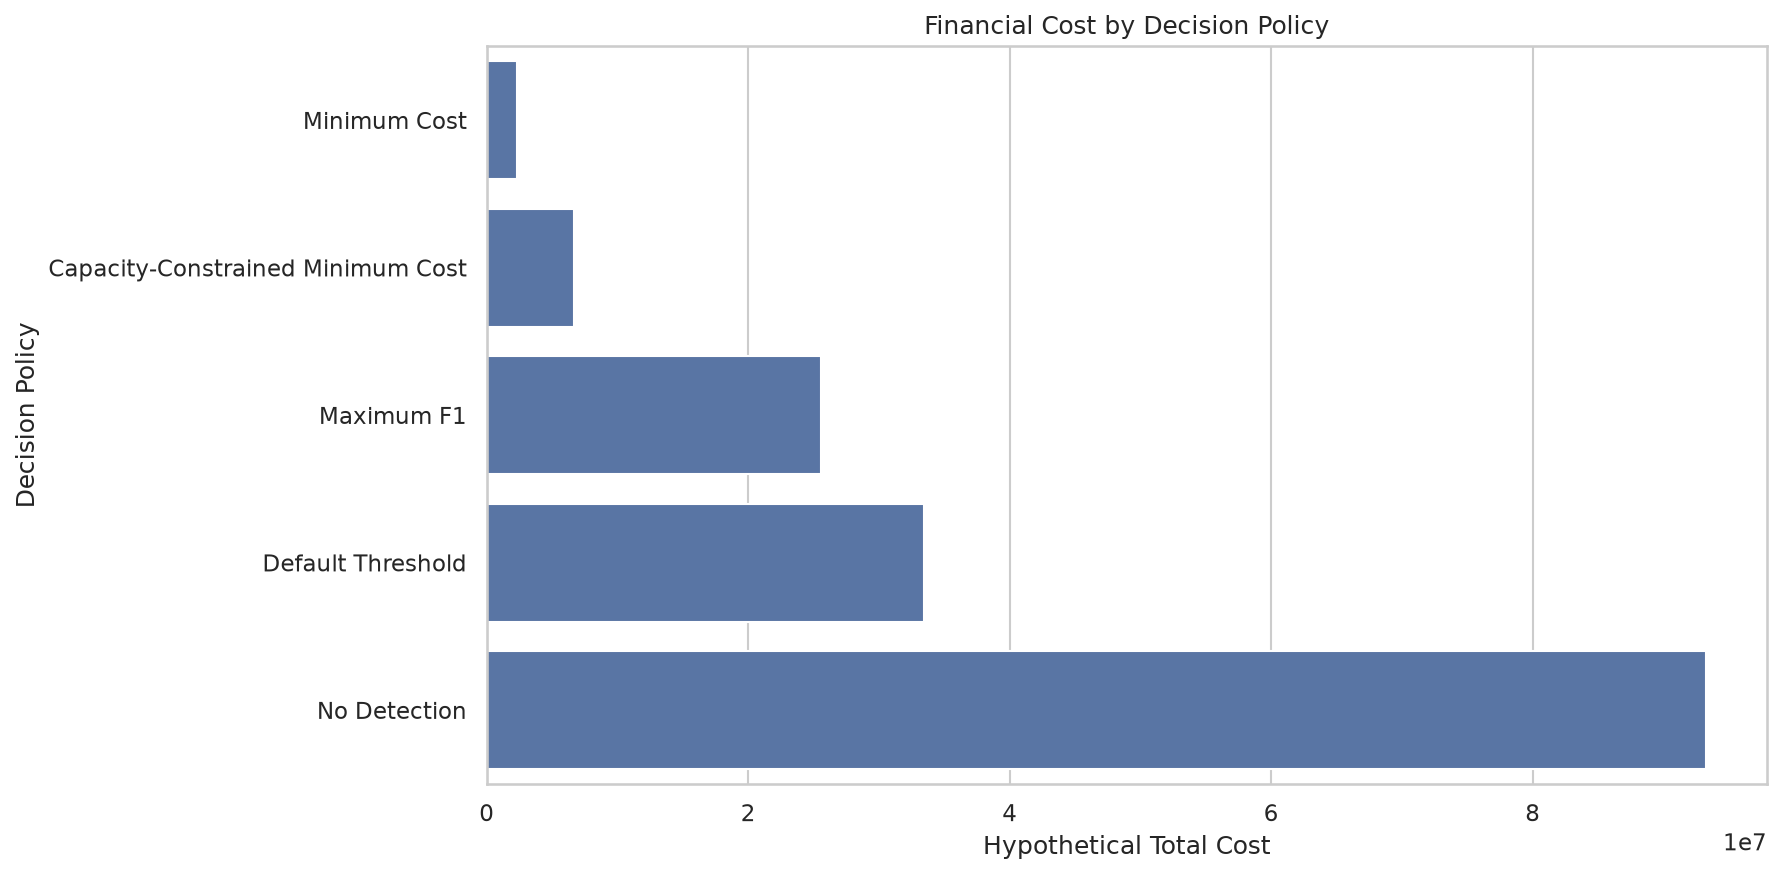 Financial Cost by Decision Policy
Decision Policy
Minimum Cost
Capacity-Constrained Minimum Cost
Maximum F1
Default Threshold
No Detection
0 2 4 6 8
1e7
Hypothetical Total Cost